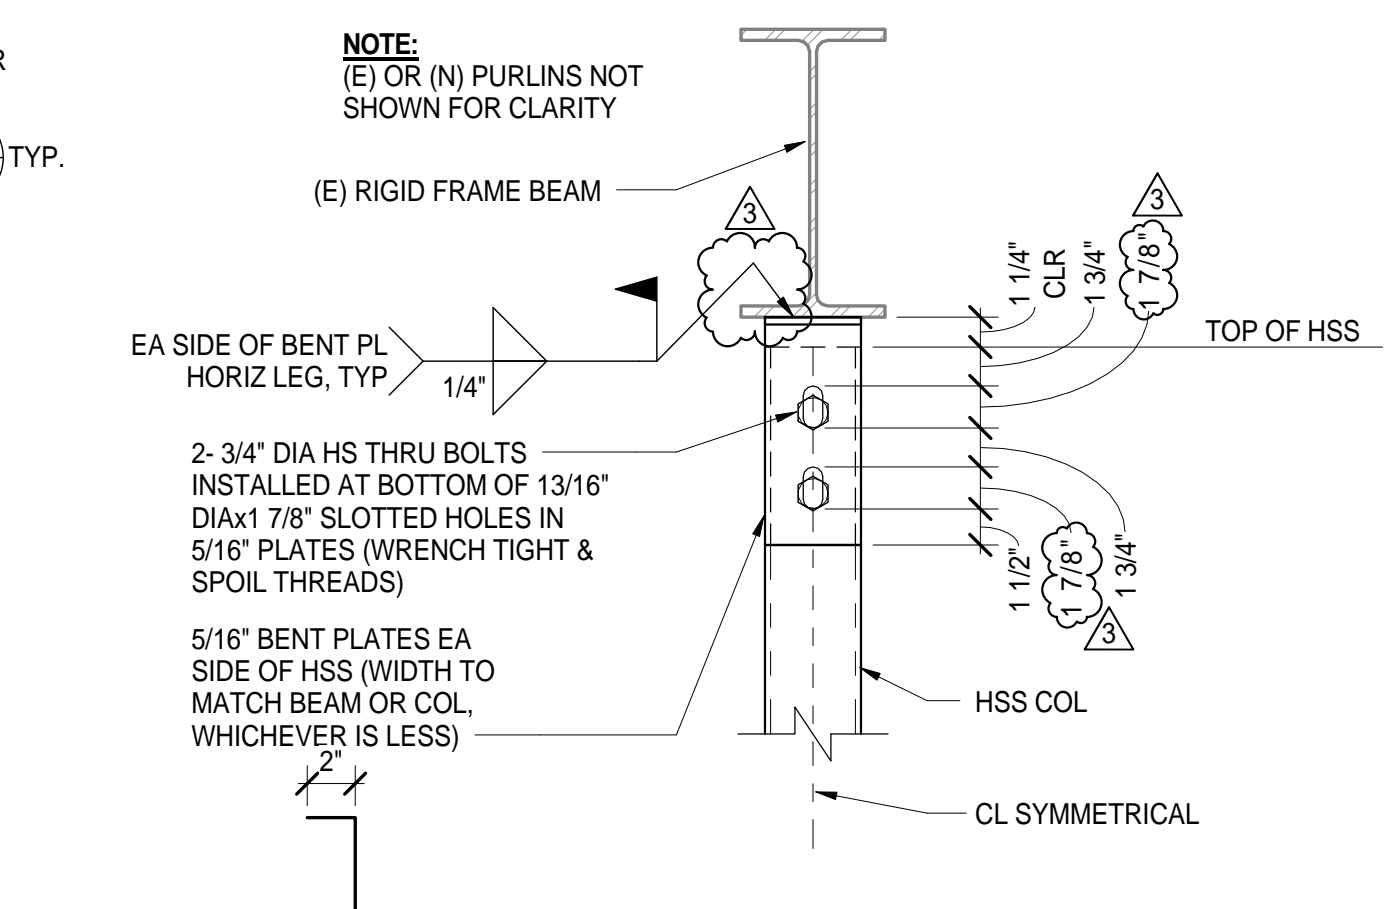 R
TYP.
NOTE:
(E) OR (N) PURLINS NOT
SHOWN FOR CLARITY
(E) RIGID FRAME BEAM
3
3
1 1/4"
CLR
1 3/4"
1 7/8"
TOP OF HSS
EA SIDE OF BENT PL
HORIZ LEG, TYP
1/4"
2- 3/4" DIA HS THRU BOLTS
INSTALLED AT BOTTOM OF 13/16"
DIAx1 7/8" SLOTTED HOLES IN
5/16" PLATES (WRENCH TIGHT &
SPOIL THREADS)
1 1/2"
1 7/8"
1 3/4"
3
5/16" BENT PLATES EA
SIDE OF HSS (WIDTH TO
MATCH BEAM OR COL,
WHICHEVER IS LESS)
HSS COL
2"
CL SYMMETRICAL